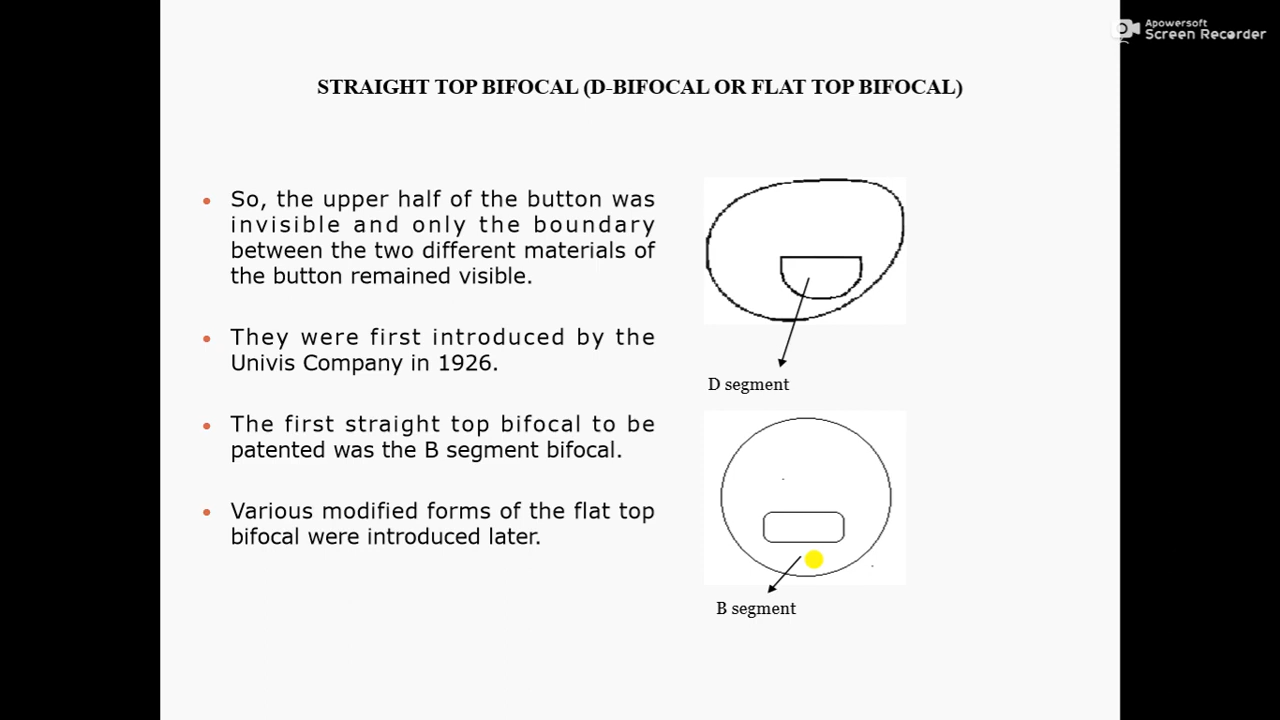 Apowersoft
Screen Recorder
STRAIGHT TOP BIFOCAL (D-BIFOCAL OR FLAT TOP BIFOCAL)
• So, the upper half of the button was
invisible and only the boundary
between the two different materials of
the button remained visible.
• They were first introduced by the
Univis Company in 1926.
• The first straight top bifocal to be
patented was the B segment bifocal.
• Various modified forms of the flat top
bifocal were introduced later.
D segment
B segment